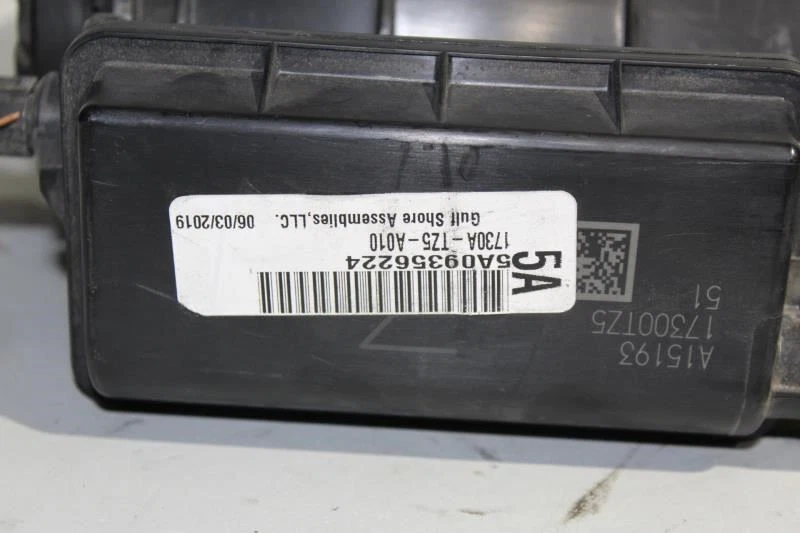 5A
5A09356224
1730A-TZ5-A010
Gulf Shore Assemblies,LLC. 06/03/2019
A15193
17300TZ5
51